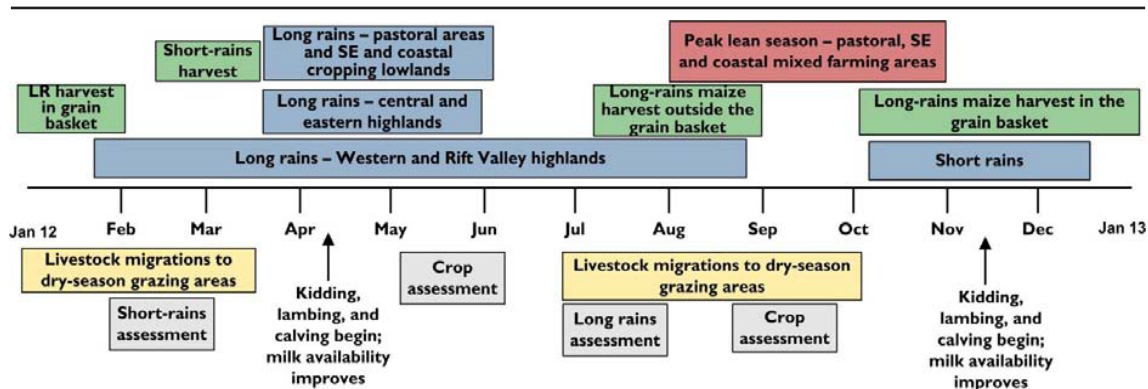 Short-rains
harvest
Long rains – pastoral areas
and SE and coastal
cropping lowlands
Peak lean season – pastoral, SE
and coastal mixed farming areas
LR harvest
in grain
basket
Long rains – central and
eastern highlands
Long-rains maize
harvest outside the
grain basket
Long-rains maize harvest in the
grain basket
Long rains – Western and Rift Valley highlands
Short rains
Jan 12 Feb Mar Apr May Jun Jul Aug Sep Oct Nov Dec Jan 13
Livestock migrations to
dry-season grazing areas
Short-rains
assessment
Kidding,
lambing, and
calving begin;
milk availability
improves
Crop
assessment
Livestock migrations to dry-season
grazing areas
Long rains
assessment
Crop
assessment
Kidding,
lambing, and
calving begin;
milk availability
improves